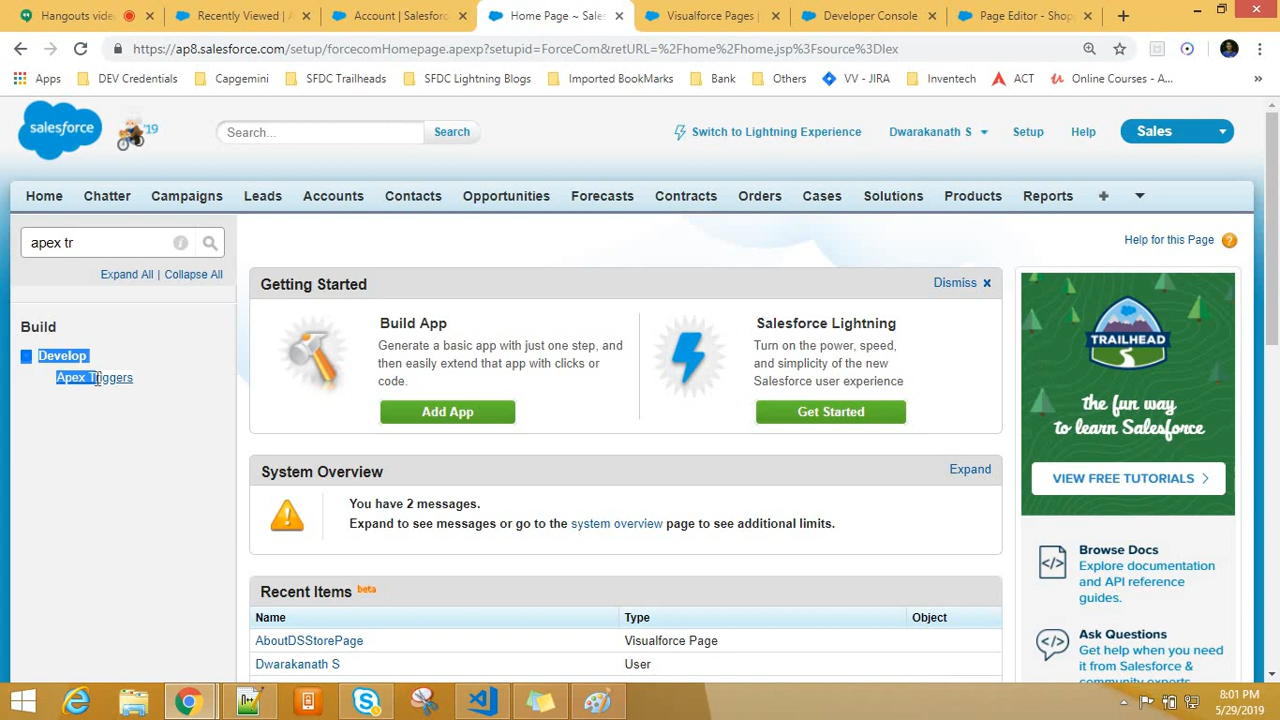 Hangouts vide
Recently Viewed | A
Account | Salesforc
Home Page ~ Sales
Visualforce Pages |
Developer Console
Page Editor - Shop
https://ap8.salesforce.com/setup/forcecomHomepage.apexp?setupid=ForceCom&retURL=%2Fhome%2Fhome.jsp%3Fsource%3Dlex
Apps
DEV Credentials
Capgemini
SFDC Trailheads
SFDC Lightning Blogs
Imported BookMarks
Bank
Others
VV - JIRA
Inventech
ACT
Online Courses - A...
»
salesforce
'19
Search...
Search
Switch to Lightning Experience
Dwarakanath S
Setup
Help
Sales
Home
Chatter
Campaigns
Leads
Accounts
Contacts
Opportunities
Forecasts
Contracts
Orders
Cases
Solutions
Products
Reports
+
apex tr
Expand All | Collapse All
Build
Develop
Apex Triggers
Help for this Page
Getting Started
Dismiss
Build App
Generate a basic app with just one step, and
then easily extend that app with clicks or
code.
Add App
Salesforce Lightning
Turn on the power, speed,
and simplicity of the new
Salesforce user experience
Get Started
System Overview
Expand
You have 2 messages.
Expand to see messages or go to the system overview page to see additional limits.
Recent Items beta
Name
Type
Object
AboutDSStorePage
Visualforce Page
Dwarakanath S
User
TRAILHEAD
the fun way
to learn Salesforce
VIEW FREE TUTORIALS
Browse Docs
Explore documentation
and API reference
guides.
Ask Questions
Get help when you need
it from Salesforce &
community experts.
8:01 PM
5/29/2019